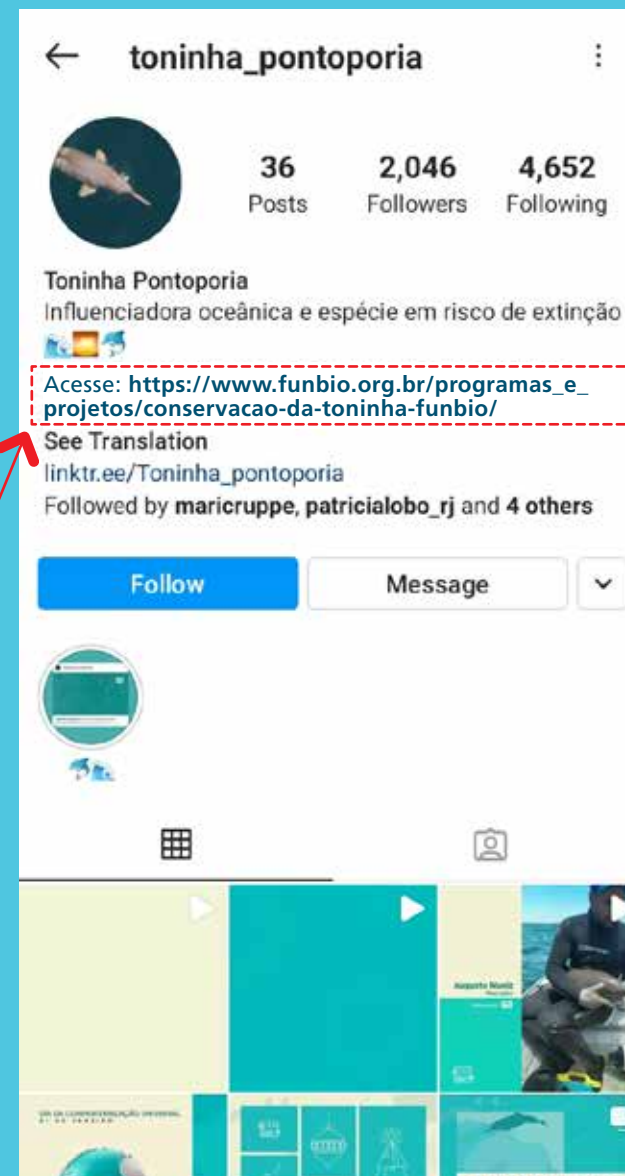 toninha_pontoporia
36 2,046 4,652
Posts Followers Following
Toninha Pontoporia
Influenciadora oceânica e espécie em risco de extinção
Acesse: https://www.funbio.org.br/programas_e_
projetos/conservacao-da-toninha-funbio/
See Translation
linktr.ee/Toninha_pontoporia
Followed by maricruppe, patricialobo_rj and 4 others
Follow Message